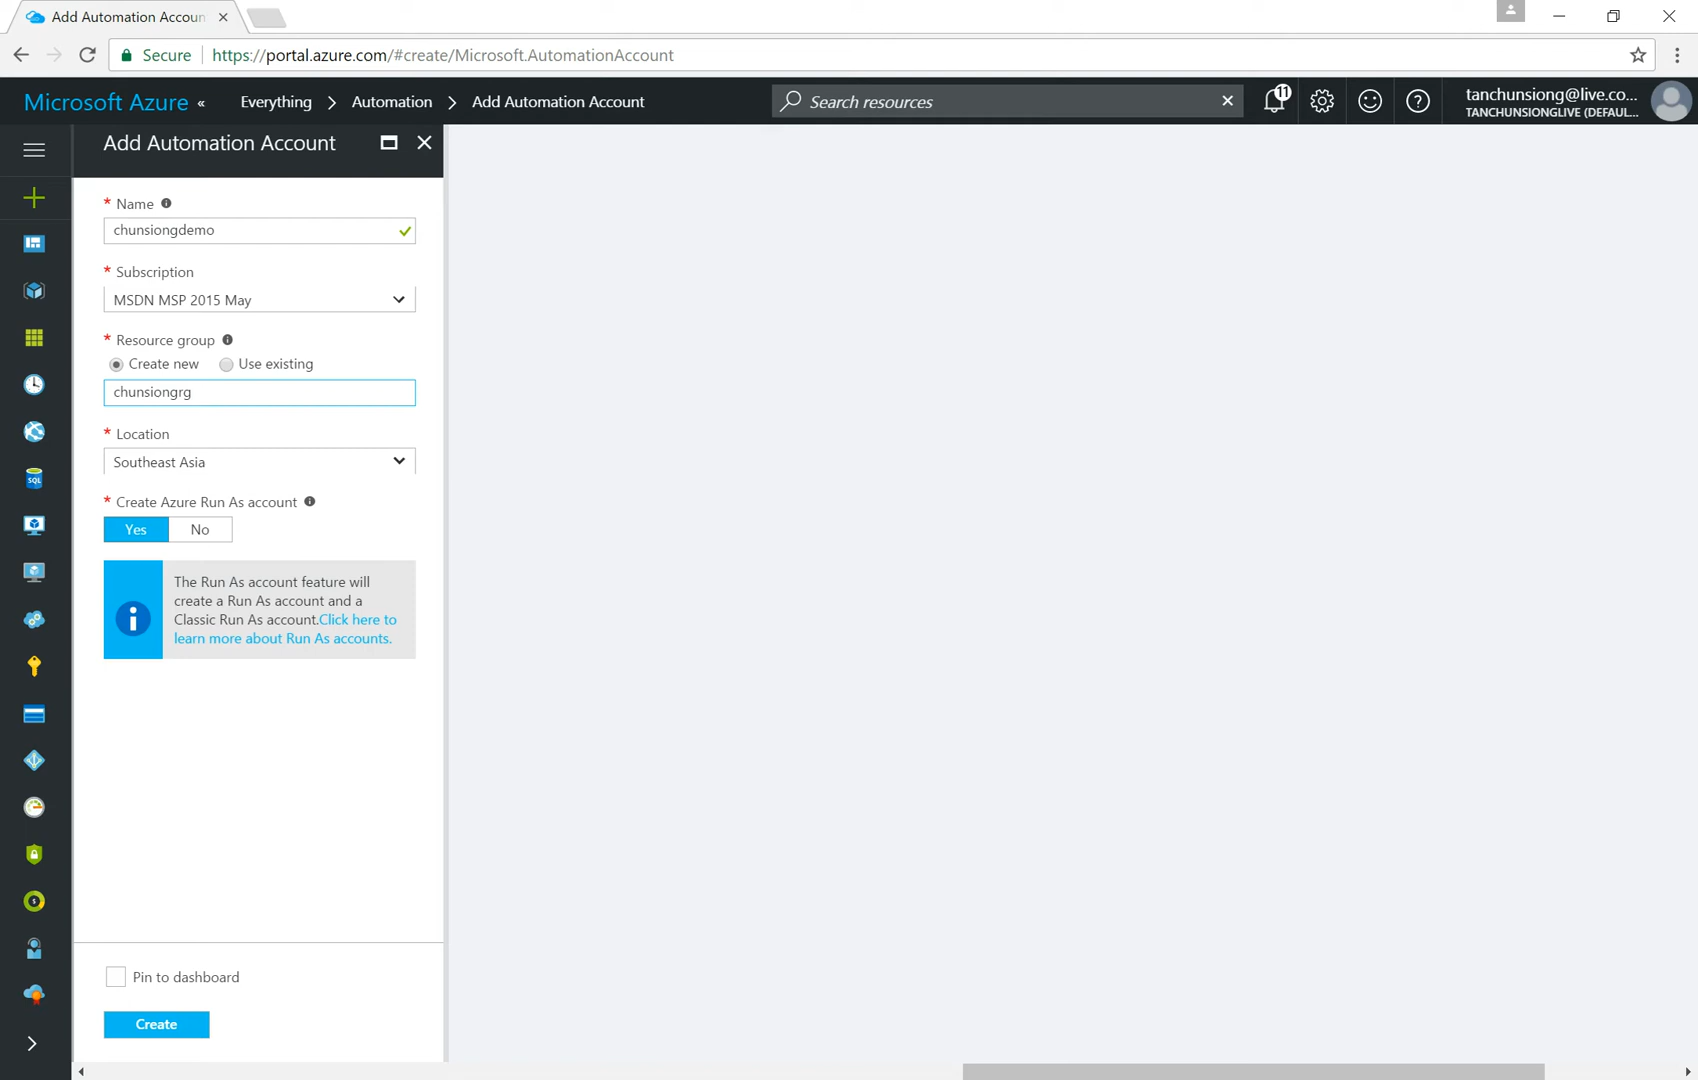 Add Automation Accoun
Secure
https://portal.azure.com/#create/Microsoft.AutomationAccount
Microsoft Azure «
Everything
Automation
Add Automation Account
Search resources
11
tanchunsiong@live.co...
TANCHUNSIONGLIVE (DEFAUL...
Add Automation Account
* Name
chunsiongdemo
* Subscription
MSDN MSP 2015 May
* Resource group
Create new
Use existing
chunsiongrg
* Location
Southeast Asia
* Create Azure Run As account
Yes
No
The Run As account feature will
create a Run As account and a
Classic Run As account.Click here to
learn more about Run As accounts.
SQL
Pin to dashboard
Create